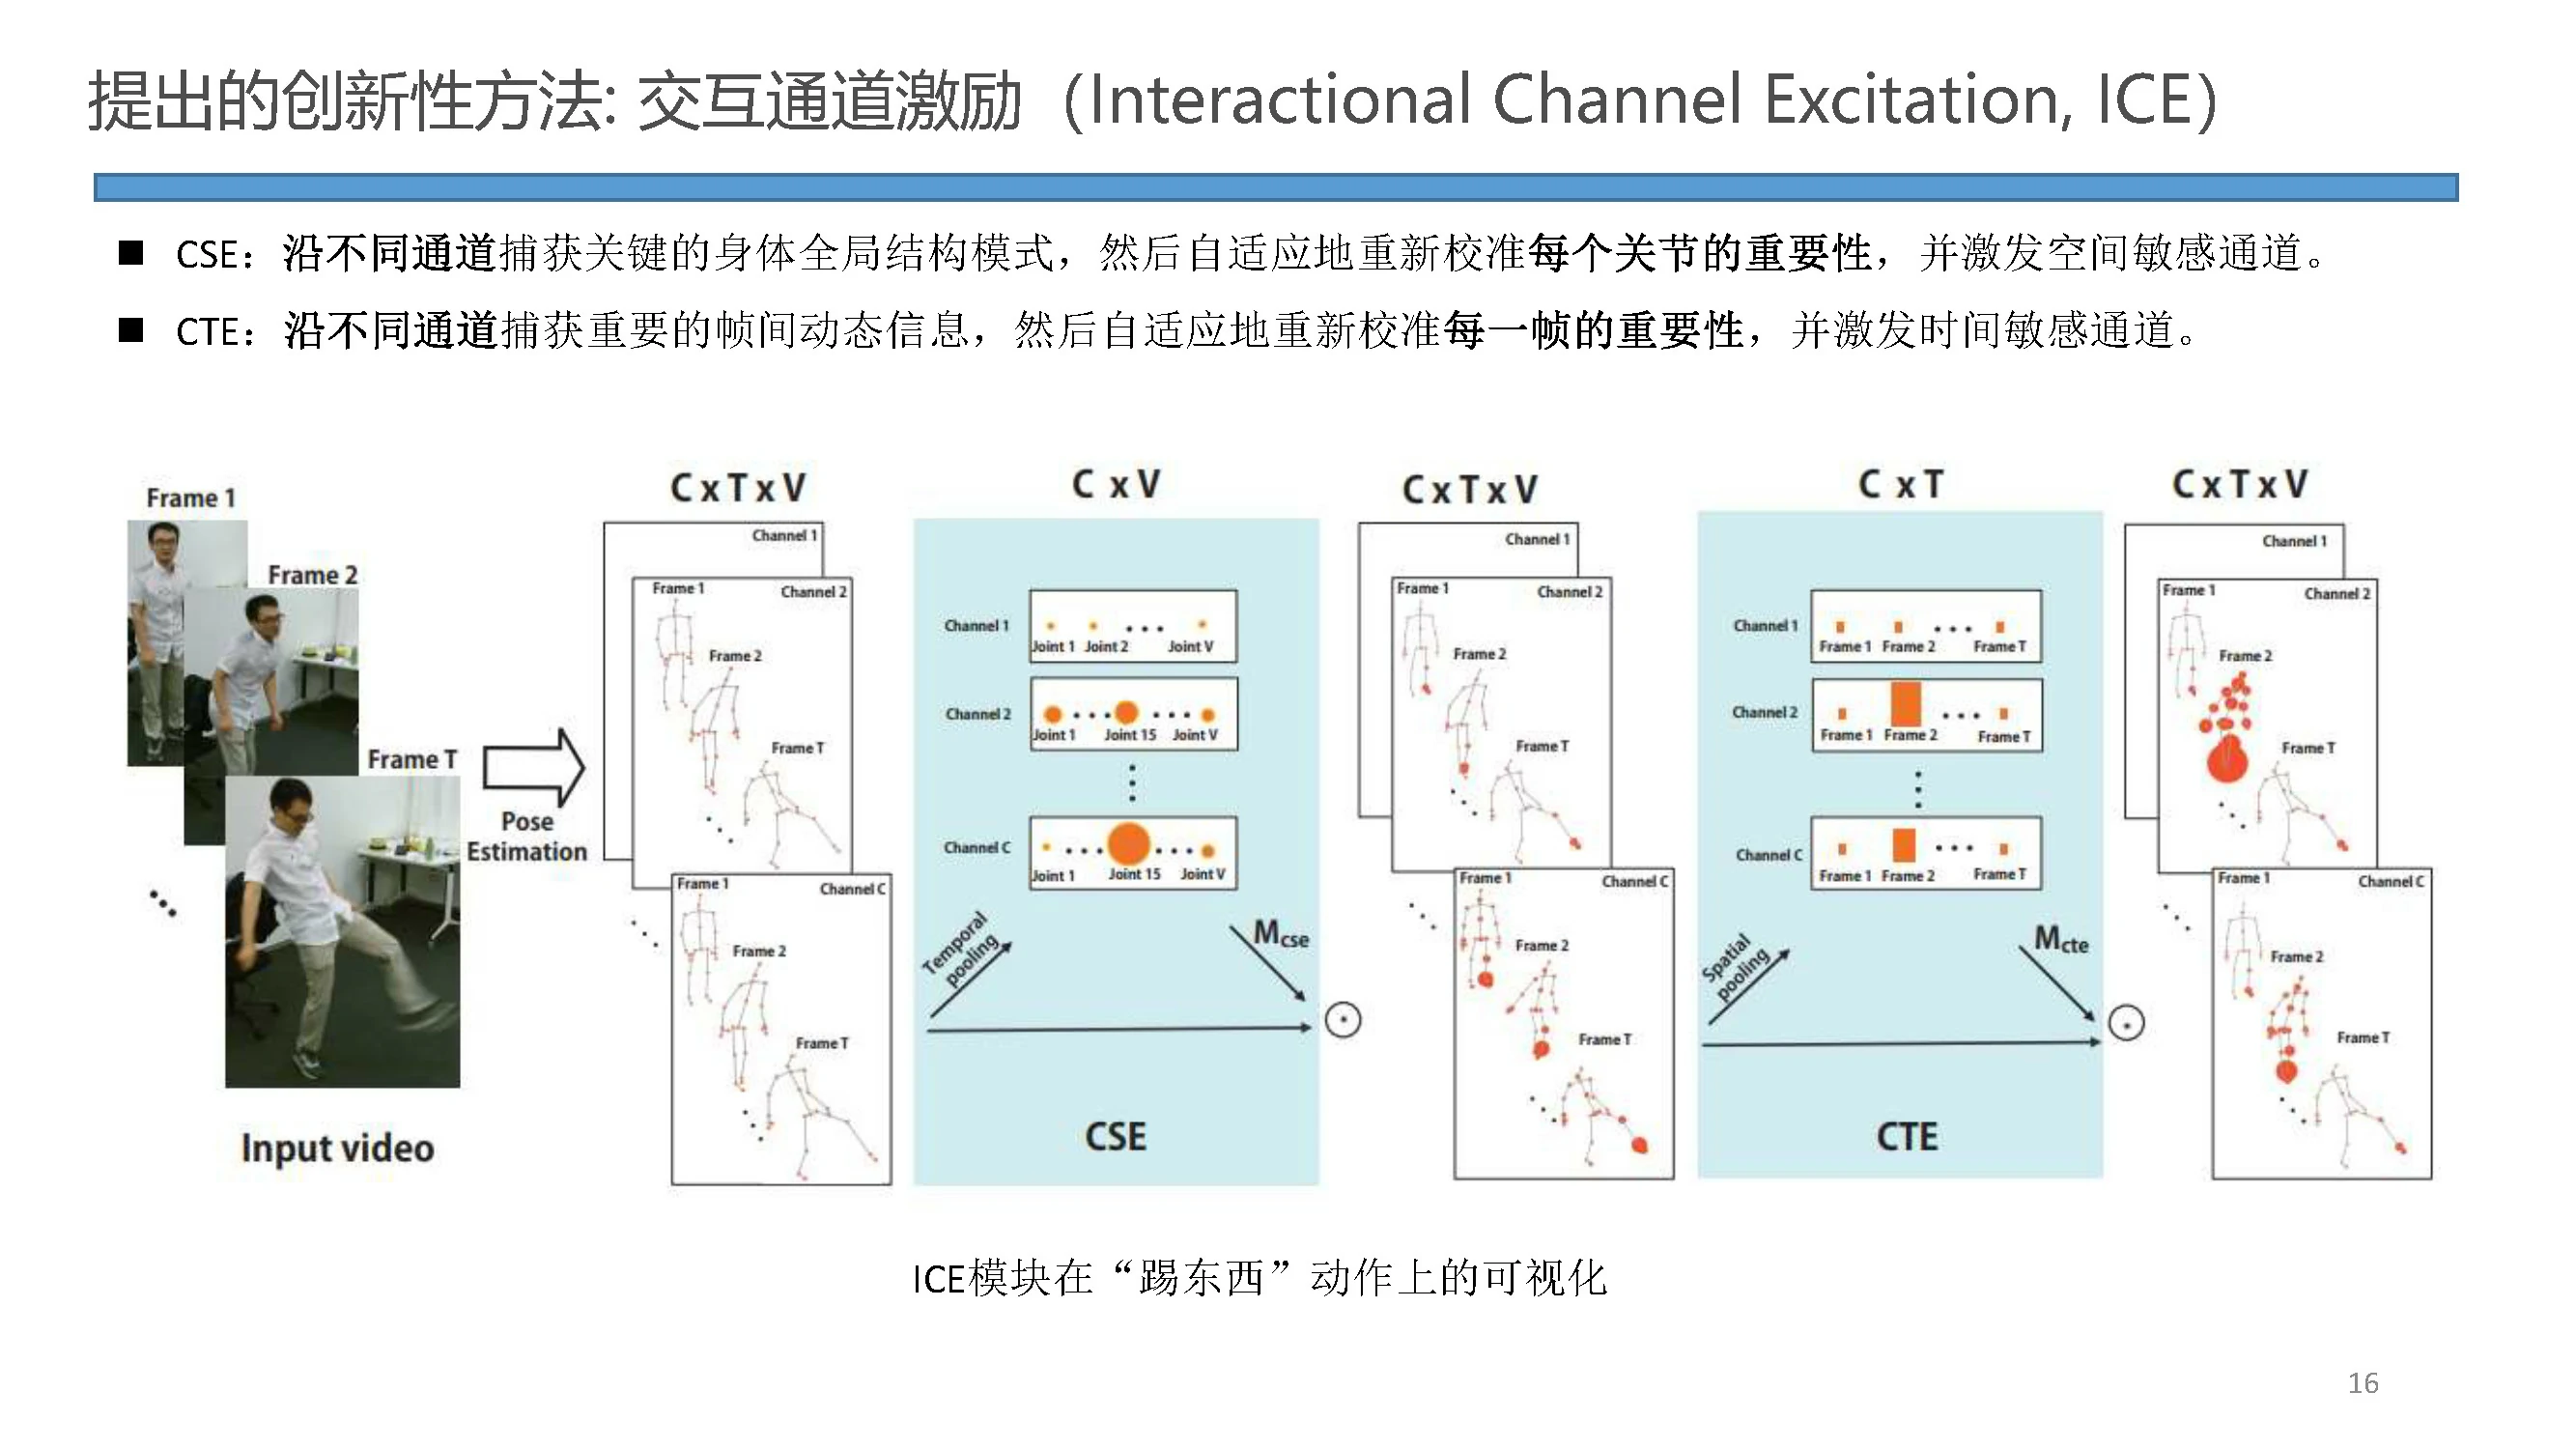 提出的创新性方法: 交互通道激励（Interactional Channel Excitation, ICE）
■ CSE：沿不同通道捕获关键的身体全局结构模式，然后自适应地重新校准每个关节的重要性，并激发空间敏感通道。
■ CTE：沿不同通道捕获重要的帧间动态信息，然后自适应地重新校准每一帧的重要性，并激发时间敏感通道。
Frame 1
Frame 2
Frame T
Input video
Pose
Estimation
C x T x V
Channel 1
Frame 1 Channel 2
Frame 2
Frame T
Frame 1 Channel C
Frame 2
Frame T
C x V
Channel 1
Joint 1 Joint 2 ... Joint V
Channel 2
Joint 1 ... Joint 15 ... Joint V
Channel C
Joint 1 ... Joint 15 ... Joint V
Temporal
pooling
Mcse
CSE
C x T x V
Channel 1
Frame 1 Channel 2
Frame 2
Frame T
Frame 1 Channel C
Frame 2
Frame T
C x T
Channel 1
Frame 1 Frame 2 ... Frame T
Channel 2
Frame 1 Frame 2 ... Frame T
Channel C
Frame 1 Frame 2 ... Frame T
Spatial
pooling
Mcte
CTE
C x T x V
Channel 1
Frame 1 Channel 2
Frame 2
Frame T
Frame 1 Channel C
Frame 2
Frame T
ICE模块在“踢东西”动作上的可视化
16